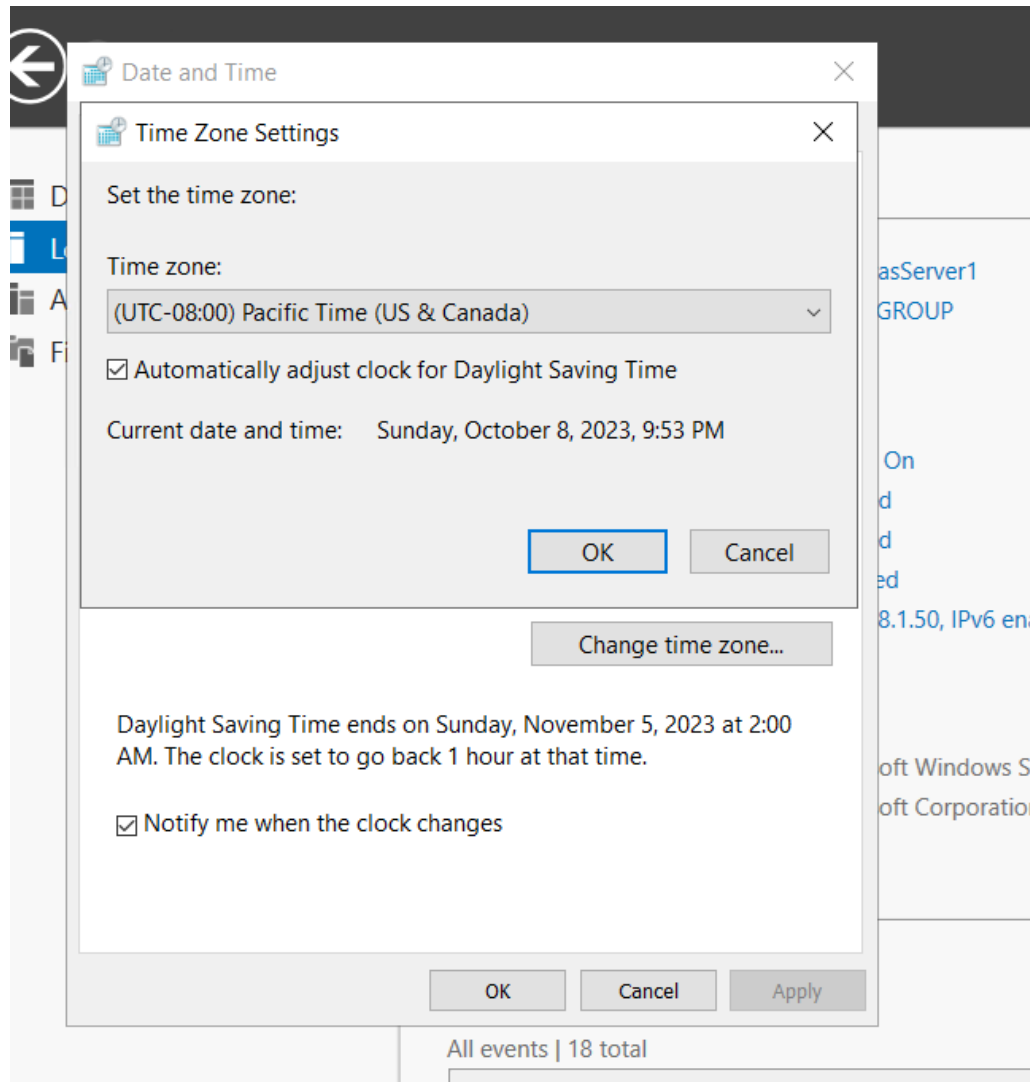 Date and Time
Time Zone Settings
Set the time zone:
Time zone:
(UTC-08:00) Pacific Time (US & Canada)
Automatically adjust clock for Daylight Saving Time
Current date and time: Sunday, October 8, 2023, 9:53 PM
OK Cancel
Change time zone...
Daylight Saving Time ends on Sunday, November 5, 2023 at 2:00
AM. The clock is set to go back 1 hour at that time.
Notify me when the clock changes
OK Cancel Apply
D
L
A
Fi
asServer1
GROUP
On
d
d
ed
8.1.50, IPv6 ena
oft Windows S
oft Corporation
All events | 18 total